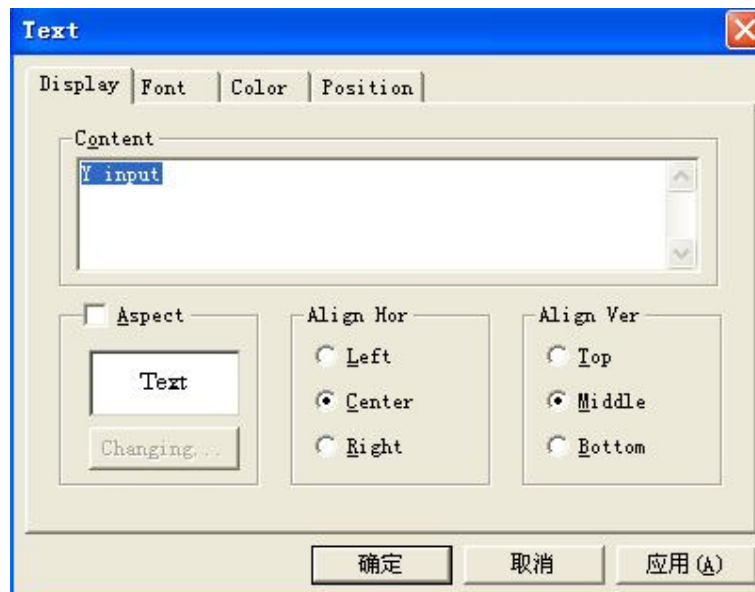 Text
Display Font Color Position
Content
Y input
Aspect
Text
Changing...
Align Hor
Left
Center
Right
Align Ver
Top
Middle
Bottom
确定 取消 应用(A)